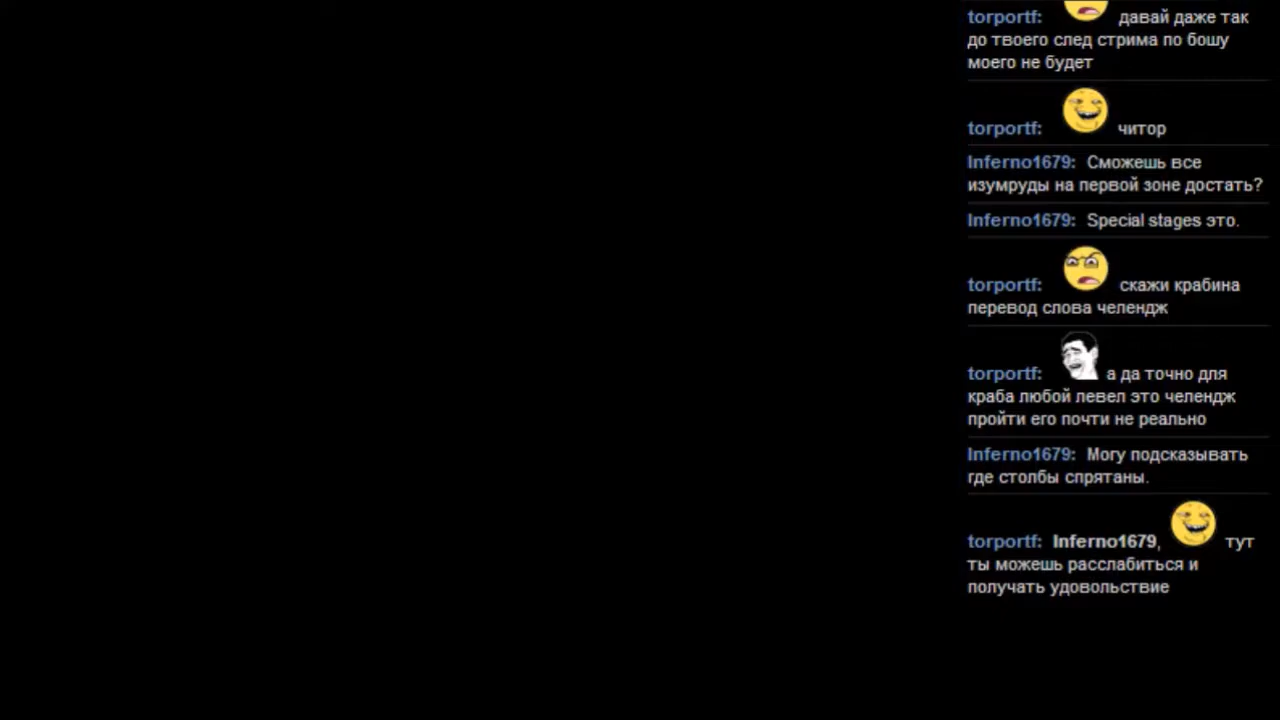 torportf: давай даже так
до твоего след стрима по бошу
моего не будет
torportf: читор
Inferno1679: Сможешь все
изумруды на первой зоне достать?
Inferno1679: Special stages это.
torportf: скажи крабина
перевод слова челендж
torportf: а да точно для
краба любой левел это челендж
пройти его почти не реально
Inferno1679: Могу подсказывать
где столбы спрятаны.
torportf: Inferno1679, тут
ты можешь расслабиться и
получать удовольствие